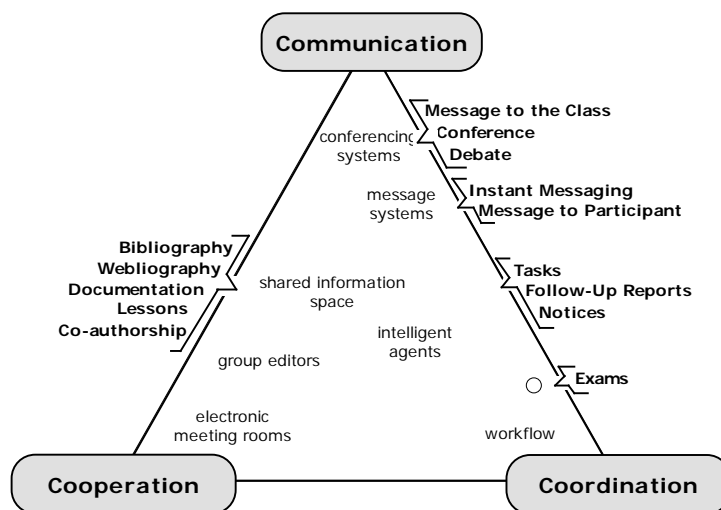 Communication
Message to the Class
Conference
Debate
conferencing
systems
Instant Messaging
Message to Participant
message
systems
Bibliography
Webliography
Documentation
Lessons
Co-authorship
shared information
space
Tasks
Follow-Up Reports
Notices
intelligent
agents
group editors
Exams
electronic
meeting rooms
workflow
Cooperation
Coordination